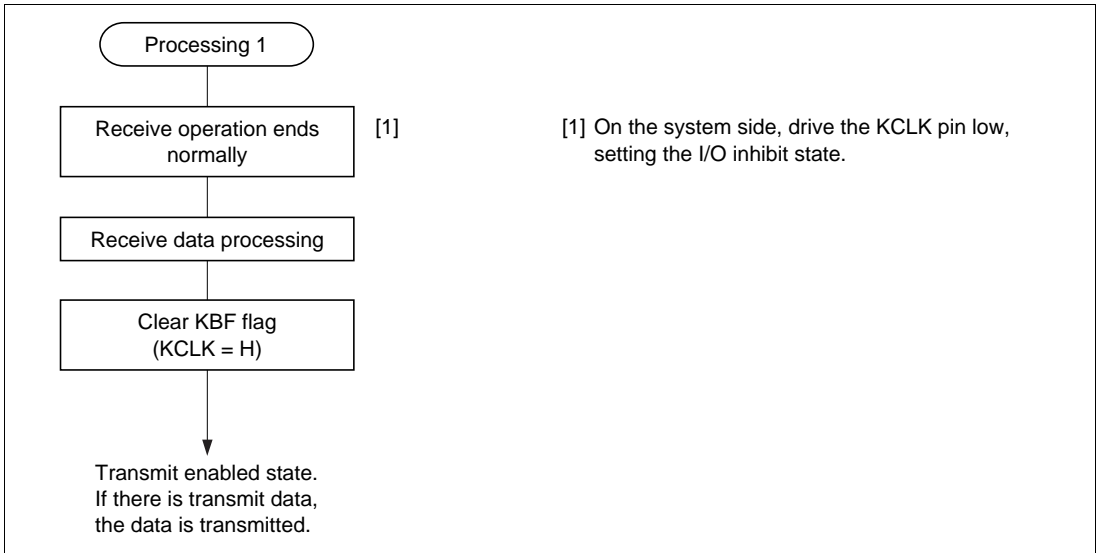 Processing 1
Receive operation ends
normally
[1]
[1] On the system side, drive the KCLK pin low,
setting the I/O inhibit state.
Receive data processing
Clear KBF flag
(KCLK = H)
Transmit enabled state.
If there is transmit data,
the data is transmitted.